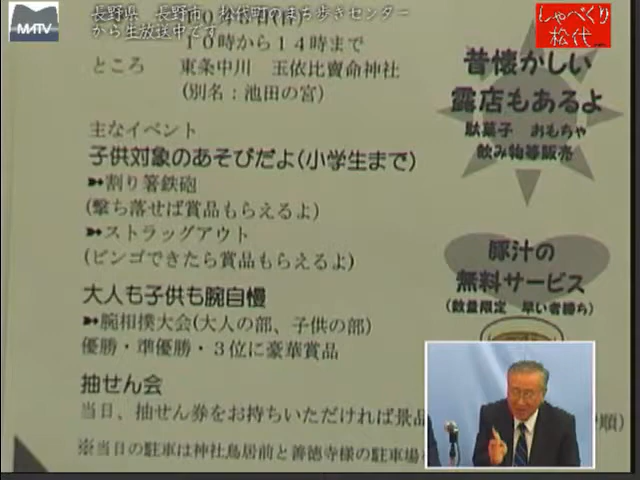 MATV
長野県 長野市 松代町のまち歩きセンター
から生放送中です
しゃべくり
松代
１０時から１４時まで
ところ 東条中川 玉依比賣命神社
(別名：池田の宮)
主なイベント
子供対象のあそびだよ(小学生まで)
➽割り箸鉄砲
(撃ち落せば賞品もらえるよ)
➽ストラッグアウト
(ビンゴできたら賞品もらえるよ)
大人も子供も腕自慢
➽腕相撲大会(大人の部、子供の部)
優勝・準優勝・３位に豪華賞品
抽せん会
当日、抽せん券をお持ちいただければ景品
順)
※当日の駐車は神社鳥居前と善徳寺様の駐車場
昔懐かしい
露店もあるよ
駄菓子 おもちゃ
飲み物等販売
豚汁の
無料サービス
(数量限定 早い者勝ち)